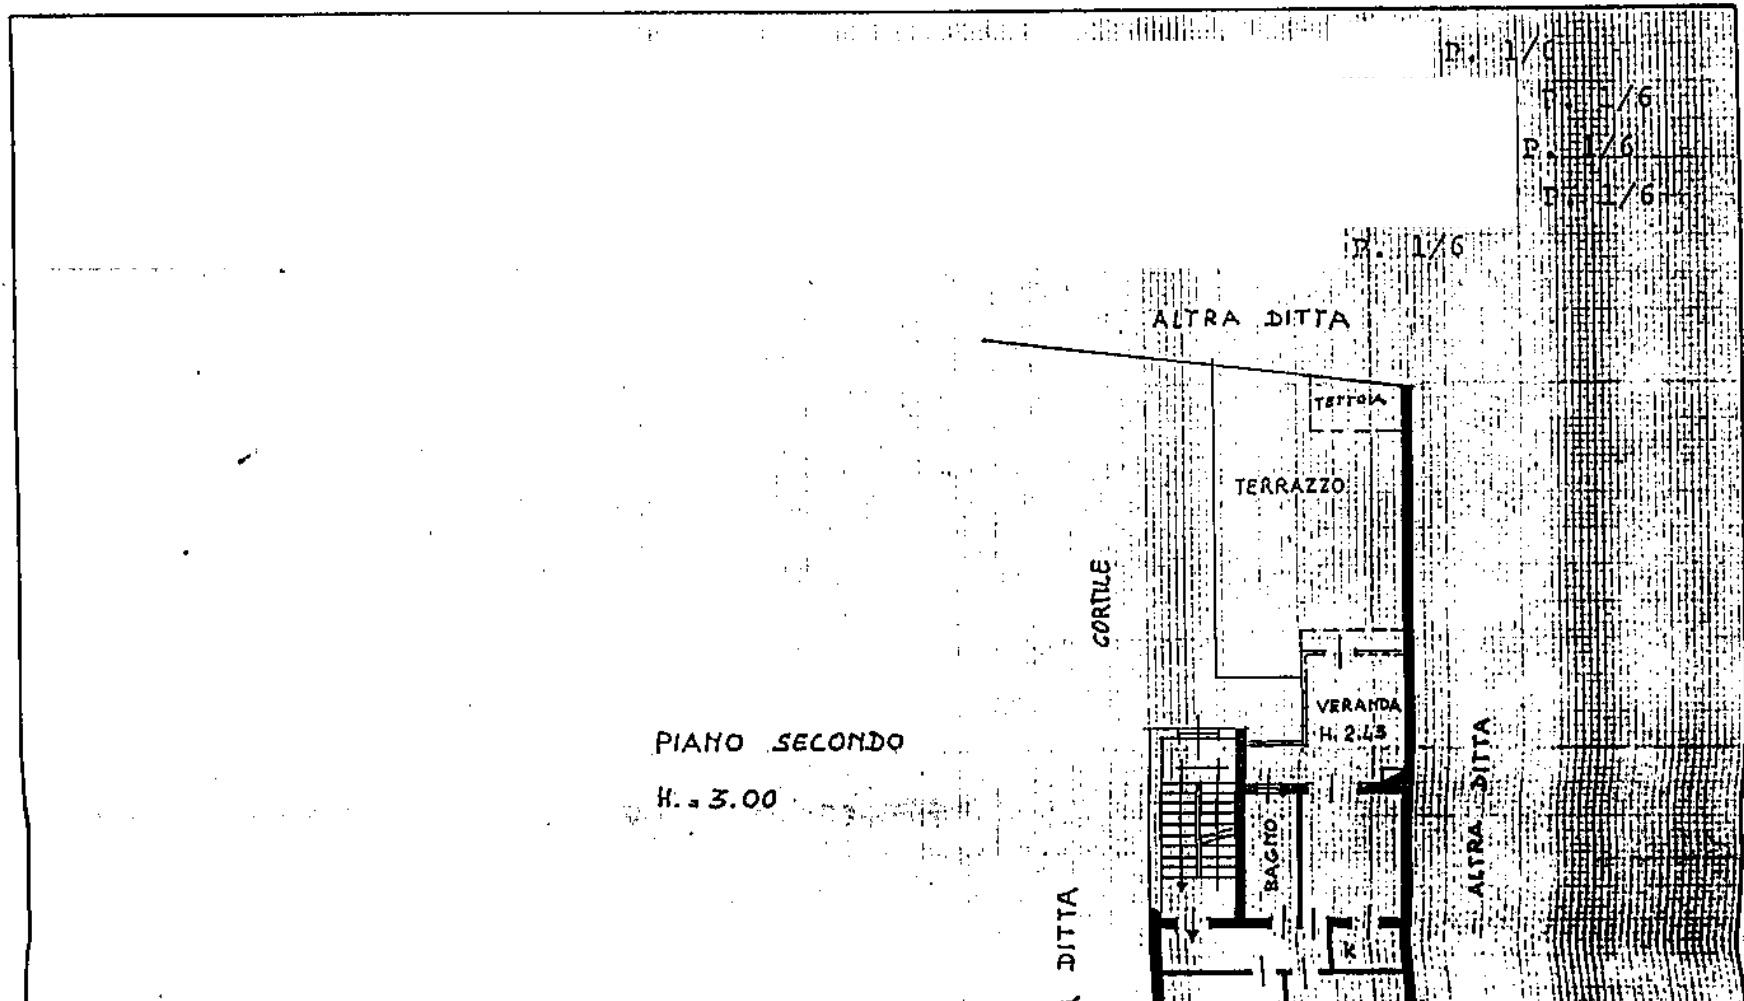 P. 1/6
P. 1/6
P. 1/6
P. 1/6
P. 1/6
ALTRA DITTA
TETTOIA
TERRAZZO
CORTILE
VERANDA
H. 2.43
PIANO SECONDO
H. = 3.00
ALTRA DITTA
BAGNO
DITTA
K